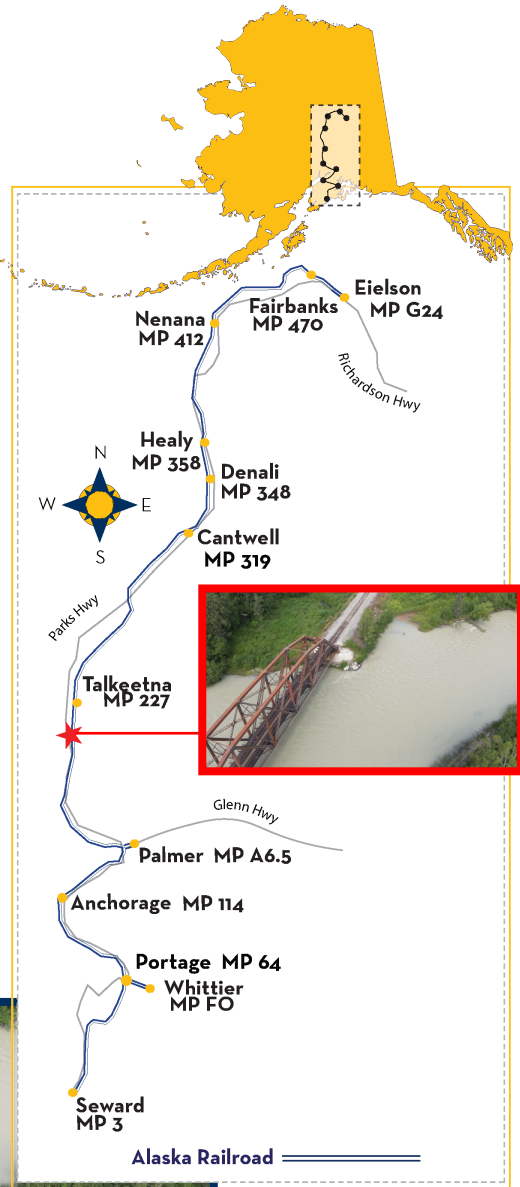 Eielson
MP G24
Fairbanks
MP 470
Nenana
MP 412
Richardson Hwy
Healy
MP 358
Denali
MP 348
N
W
E
S
Cantwell
MP 319
Parks Hwy
Talkeetna
MP 227
Glenn Hwy
Palmer MP A6.5
Anchorage MP 114
Portage MP 64
Whittier
MP FO
Seward
MP 3
Alaska Railroad